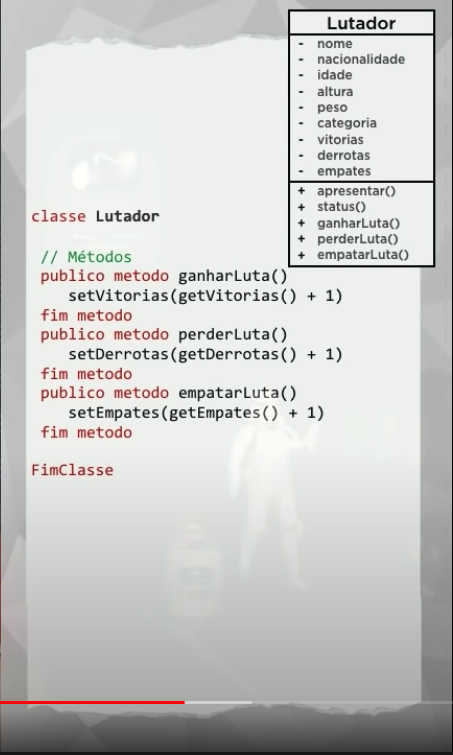 Lutador
- nome
- nacionalidade
- idade
- altura
- peso
- categoria
- vitorias
- derrotas
- empates
+ apresentar()
+ status()
+ ganharLuta()
+ perderLuta()
+ empatarLuta()
classe Lutador
// Métodos
publico metodo ganharLuta()
setVitorias(getVitorias() + 1)
fim metodo
publico metodo perderLuta()
setDerrotas(getDerrotas() + 1)
fim metodo
publico metodo empatarLuta()
setEmpates(getEmpates() + 1)
fim metodo
FimClasse